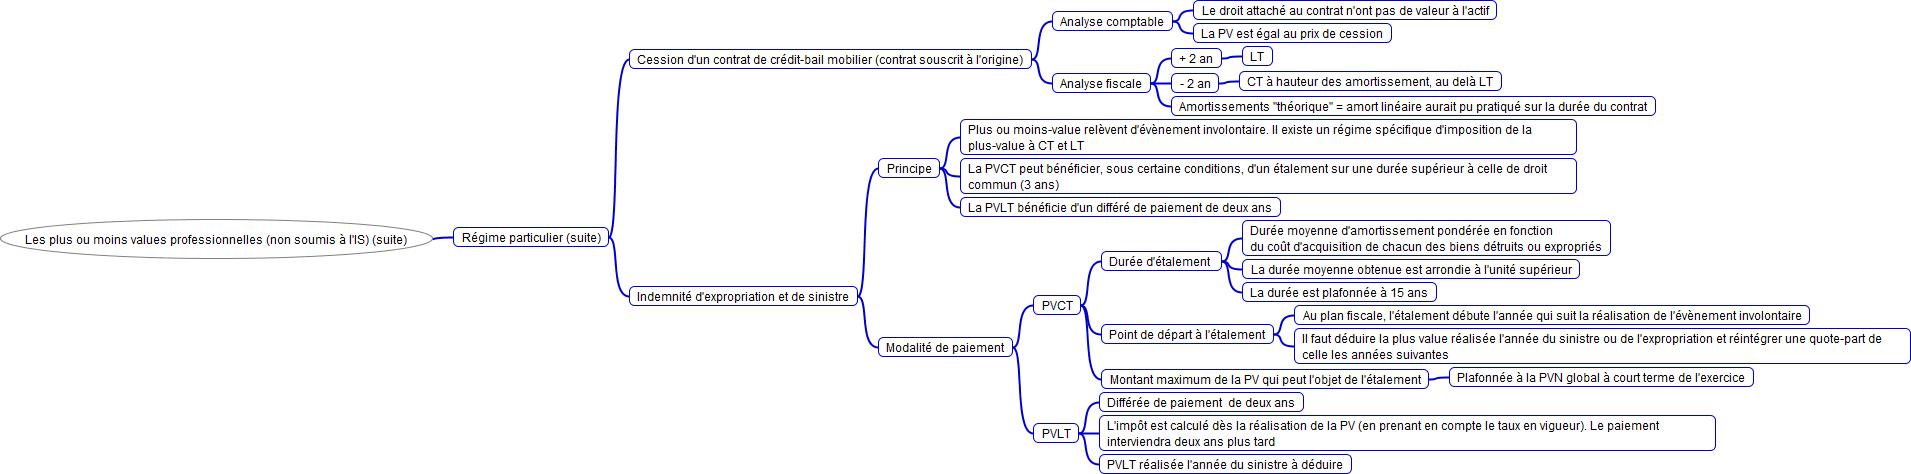 Les plus ou moins values professionnelles (non soumis à l'IS) (suite)
Régime particulier (suite)
Cession d'un contrat de crédit-bail mobilier (contrat souscrit à l'origine)
Analyse comptable
Le droit attaché au contrat n'ont pas de valeur à l'actif
La PV est égal au prix de cession
Analyse fiscale
+ 2 an
LT
- 2 an
CT à hauteur des amortissement, au delà LT
Amortissements "théorique" = amort linéaire aurait pu pratiqué sur la durée du contrat
Indemnité d'expropriation et de sinistre
Principe
Plus ou moins-value relèvent d'évènement involontaire. Il existe un régime spécifique d'imposition de la
plus-value à CT et LT
La PVCT peut bénéficier, sous certaine conditions, d'un étalement sur une durée supérieur à celle de droit
commun (3 ans)
La PVLT bénéficie d'un différé de paiement de deux ans
Modalité de paiement
PVCT
Durée d'étalement
Durée moyenne d'amortissement pondérée en fonction
du coût d'acquisition de chacun des biens détruits ou expropriés
La durée moyenne obtenue est arrondie à l'unité supérieur
La durée est plafonnée à 15 ans
Point de départ à l'étalement
Au plan fiscale, l'étalement débute l'année qui suit la réalisation de l'évènement involontaire
Il faut déduire la plus value réalisée l'année du sinistre ou de l'expropriation et réintégrer une quote-part de
celle les années suivantes
Montant maximum de la PV qui peut l'objet de l'étalement
Plafonnée à la PVN global à court terme de l'exercice
PVLT
Différée de paiement de deux ans
L'impôt est calculé dès la réalisation de la PV (en prenant en compte le taux en vigueur). Le paiement
interviendra deux ans plus tard
PVLT réalisée l'année du sinistre à déduire